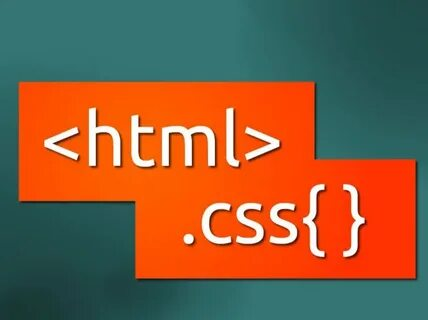 <html>
.css{ }